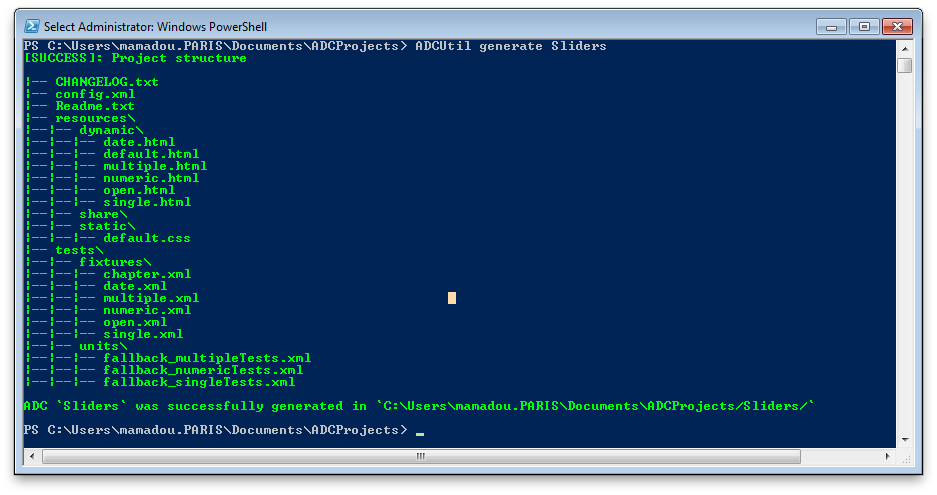 Select Administrator: Windows PowerShell
PS C:\Users\mamadou.PARIS\Documents\ADCProjects> ADCUtil generate Sliders
[SUCCESS]: Project structure
¦-- CHANGELOG.txt
¦-- config.xml
¦-- Readme.txt
¦-- resources\
¦--¦-- dynamic\
¦--¦--¦-- date.html
¦--¦--¦-- default.html
¦--¦--¦-- multiple.html
¦--¦--¦-- numeric.html
¦--¦--¦-- open.html
¦--¦--¦-- single.html
¦--¦-- share\
¦--¦-- static\
¦--¦--¦-- default.css
¦-- tests\
¦--¦-- fixtures\
¦--¦--¦-- chapter.xml
¦--¦--¦-- date.xml
¦--¦--¦-- multiple.xml
¦--¦--¦-- numeric.xml
¦--¦--¦-- open.xml
¦--¦--¦-- single.xml
¦--¦-- units\
¦--¦--¦-- fallback_multipleTests.xml
¦--¦--¦-- fallback_numericTests.xml
¦--¦--¦-- fallback_singleTests.xml
ADC `Sliders` was successfully generated in `C:\Users\mamadou.PARIS\Documents\ADCProjects/Sliders/`
PS C:\Users\mamadou.PARIS\Documents\ADCProjects> _